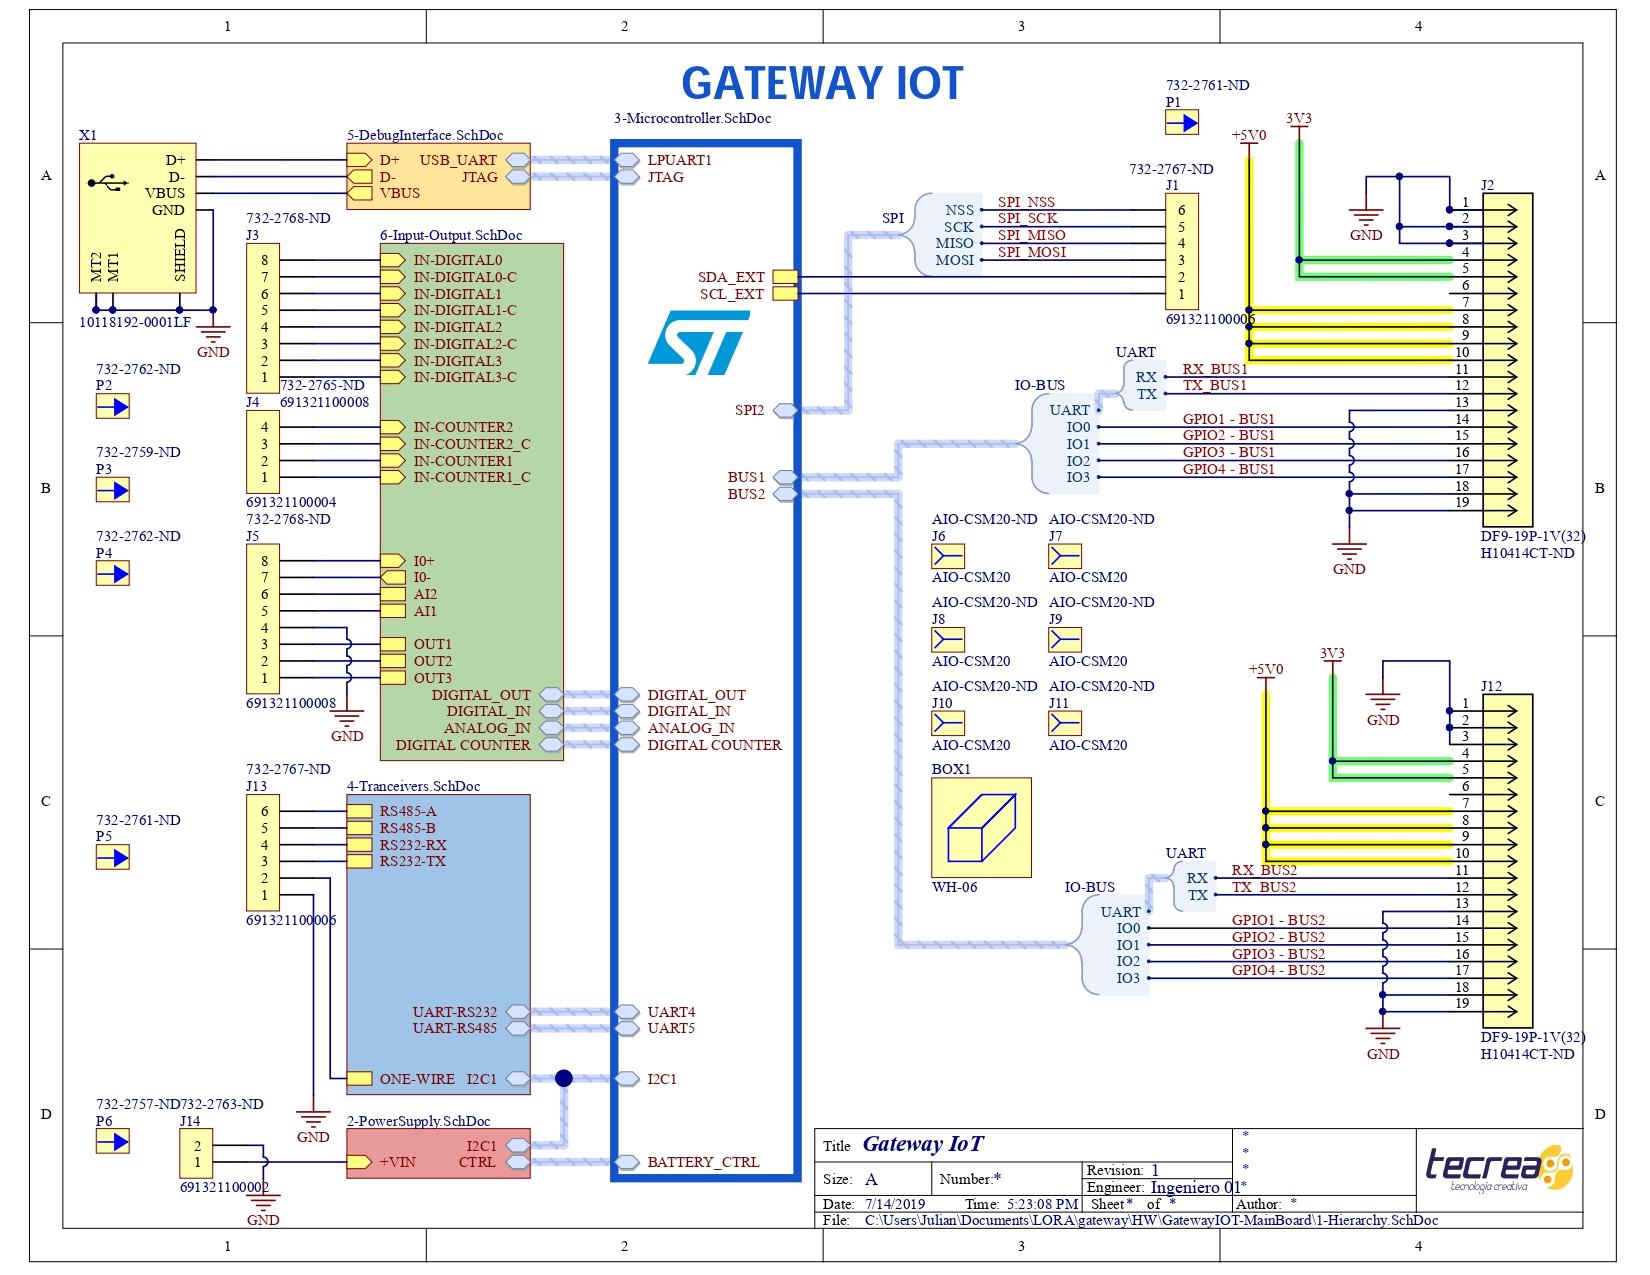 1
2
3
4
A
B
C
D
A
B
C
D
GATEWAY IOT
X1
D+
D-
VBUS
GND
MT2
MT1
SHIELD
10118192-0001LF
GND
5-DebugInterface.SchDoc
D+
D-
VBUS
USB_UART
JTAG
3-Microcontroller.SchDoc
LPUART1
JTAG
732-2768-ND
J3
8
7
6
5
4
3
2
1
691321100008
6-Input-Output.SchDoc
IN-DIGITAL0
IN-DIGITAL0-C
IN-DIGITAL1
IN-DIGITAL1-C
IN-DIGITAL2
IN-DIGITAL2-C
IN-DIGITAL3
IN-DIGITAL3-C
732-2765-ND
J4
4
3
2
1
691321100004
IN-COUNTER2
IN-COUNTER2_C
IN-COUNTER1
IN-COUNTER1_C
732-2768-ND
J5
8
7
6
5
4
3
2
1
691321100008
GND
I0+
I0-
AI2
AI1
OUT1
OUT2
OUT3
DIGITAL_OUT
DIGITAL_IN
ANALOG_IN
DIGITAL COUNTER
DIGITAL_OUT
DIGITAL_IN
ANALOG_IN
DIGITAL COUNTER
732-2762-ND
P2
732-2759-ND
P3
732-2762-ND
P4
732-2761-ND
P5
732-2757-ND
P6
732-2767-ND
J13
6
5
4
3
2
1
691321100006
GND
4-Tranceivers.SchDoc
RS485-A
RS485-B
RS232-RX
RS232-TX
UART-RS232
UART-RS485
ONE-WIRE
I2C1
UART4
UART5
I2C1
732-2763-ND
J14
2
1
691321100002
GND
2-PowerSupply.SchDoc
+VIN
I2C1
CTRL
BATTERY_CTRL
ST
SDA_EXT
SCL_EXT
SPI2
BUS1
BUS2
SPI
NSS
SCK
MISO
MOSI
SPI_NSS
SPI_SCK
SPI_MISO
SPI_MOSI
732-2761-ND
P1
732-2767-ND
J1
6
5
4
3
2
1
691321100006
+5V0
3V3
GND
J2
1
2
3
4
5
6
7
8
9
10
11
12
13
14
15
16
17
18
19
DF9-19P-1V(32)
H10414CT-ND
GND
UART
RX
TX
RX_BUS1
TX_BUS1
IO-BUS
UART
IO0
IO1
IO2
IO3
GPIO1 - BUS1
GPIO2 - BUS1
GPIO3 - BUS1
GPIO4 - BUS1
AIO-CSM20-ND
J6
AIO-CSM20
AIO-CSM20-ND
J7
AIO-CSM20
AIO-CSM20-ND
J8
AIO-CSM20
AIO-CSM20-ND
J9
AIO-CSM20
AIO-CSM20-ND
J10
AIO-CSM20
AIO-CSM20-ND
J11
AIO-CSM20
BOX1
WH-06
+5V0
3V3
GND
J12
1
2
3
4
5
6
7
8
9
10
11
12
13
14
15
16
17
18
19
DF9-19P-1V(32)
H10414CT-ND
GND
UART
RX
TX
RX_BUS2
TX_BUS2
IO-BUS
UART
IO0
IO1
IO2
IO3
GPIO1 - BUS2
GPIO2 - BUS2
GPIO3 - BUS2
GPIO4 - BUS2
Title Gateway IoT
Size: A
Number:*
Revision: 1
Engineer: Ingeniero 01*
*
*
*
Date: 7/14/2019
Time: 5:23:08 PM
Sheet * of *
Author: *
File: C:\Users\Julian\Documents\LORA\gateway\HW\GatewayIOT-MainBoard\1-Hierarchy.SchDoc
tecrea
tecnología creativa
1
2
3
4